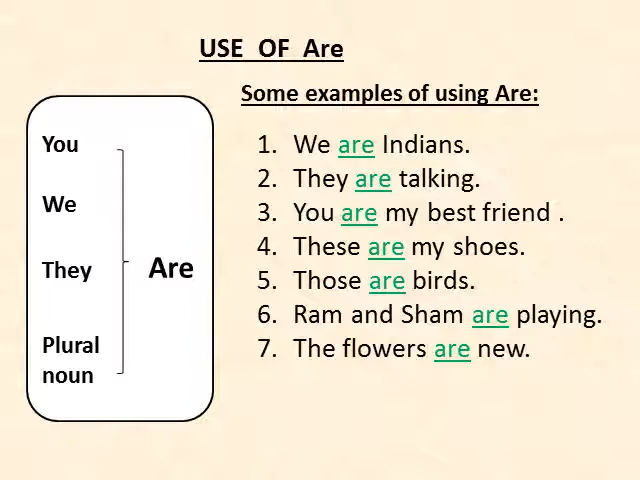 USE OF Are
Some examples of using Are:
You
We
They
Plural
noun
Are
1. We are Indians.
2. They are talking.
3. You are my best friend .
4. These are my shoes.
5. Those are birds.
6. Ram and Sham are playing.
7. The flowers are new.